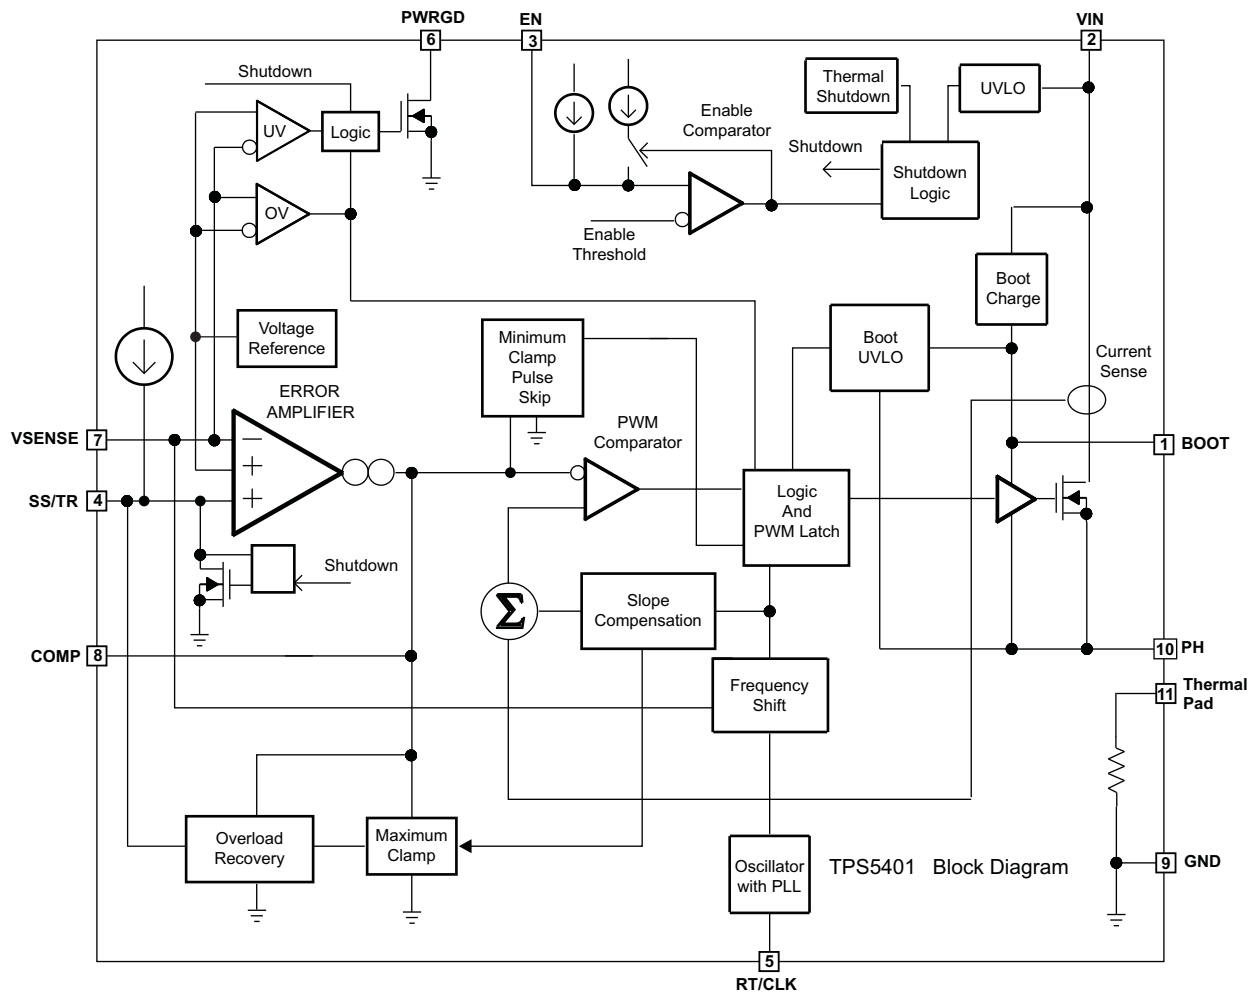 PWRGD
EN
VIN
6
3
2
Shutdown
UV
Logic
OV
Enable
Comparator
Enable
Threshold
Thermal
Shutdown
UVLO
Shutdown
Shutdown
Logic
Boot
Charge
Voltage
Reference
Minimum
Clamp
Pulse
Skip
Boot
UVLO
Current
Sense
ERROR
AMPLIFIER
PWM
Comparator
VSENSE
7
−
+
+
SS/TR
4
1
BOOT
Logic
And
PWM Latch
Shutdown
Σ
Slope
Compensation
COMP
8
10
PH
Frequency
Shift
11
Thermal
Pad
Overload
Recovery
Maximum
Clamp
Oscillator
with PLL
TPS5401 Block Diagram
9
GND
5
RT/CLK